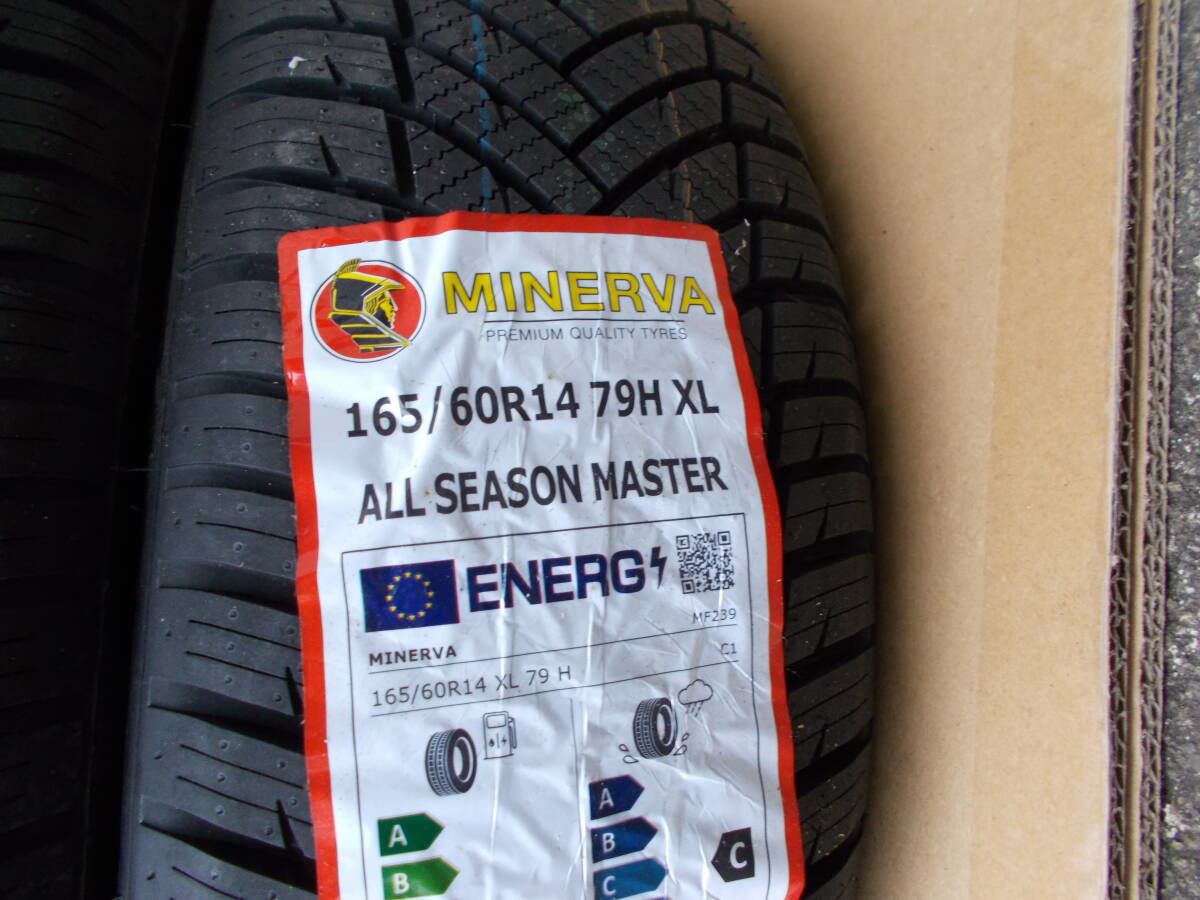 MINERVA
PREMIUM QUALITY TYRES
165/60R14 79H XL
ALL SEASON MASTER
ENERG
MF239
MINERVA
C1
165/60R14 XL 79 H
A
B
A
B
C
C